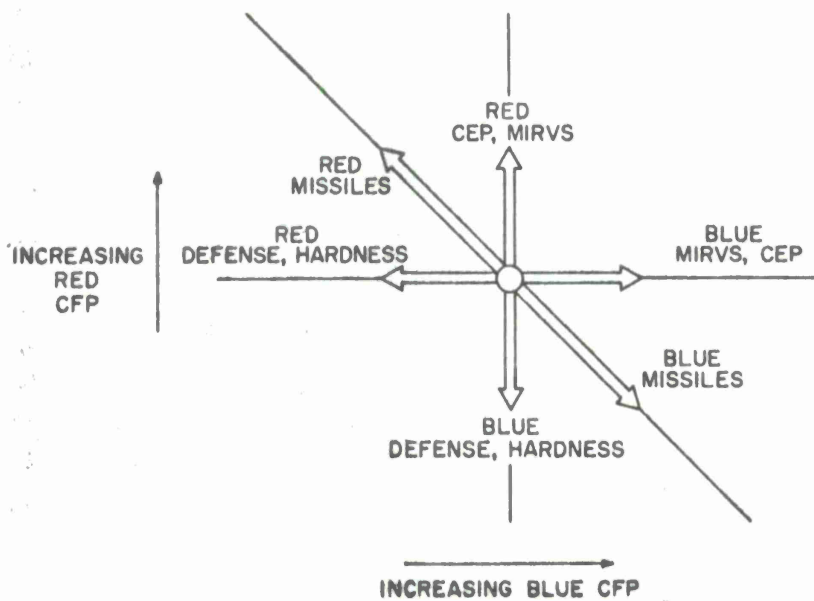 RED
CEP, MIRVS
RED
MISSILES
RED
DEFENSE, HARDNESS
BLUE
MIRVS, CEP
INCREASING
RED
CFP
BLUE
MISSILES
BLUE
DEFENSE, HARDNESS
INCREASING BLUE CFP